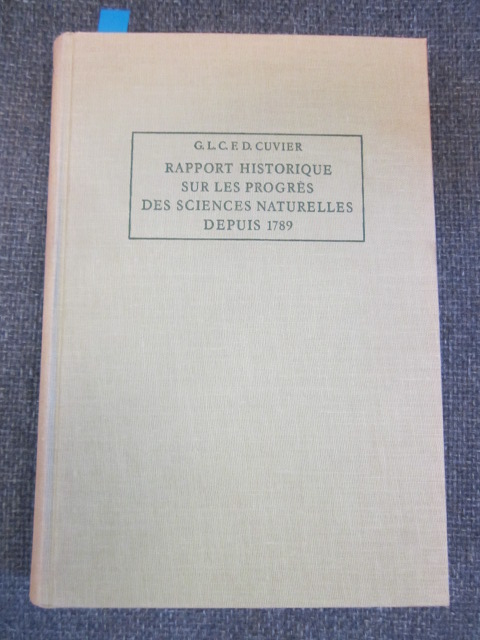 G. L. C. F. D. CUVIER
RAPPORT HISTORIQUE
SUR LES PROGRÈS
DES SCIENCES NATURELLES
DEPUIS 1789